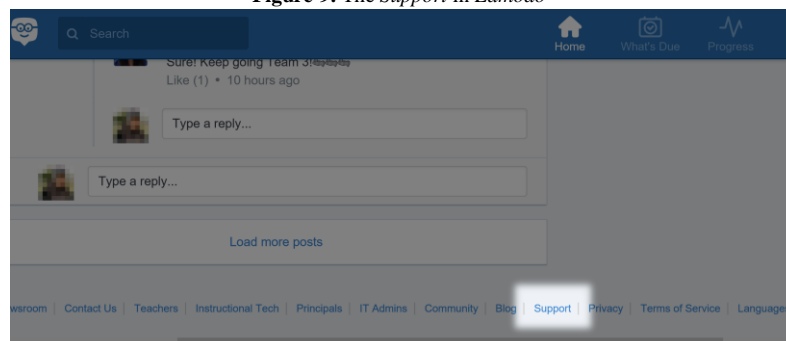 Figure 9. The Support in Edmodo
Search
Home
What's Due
Progress
Sure! Keep going Team 3!
Like (1) • 10 hours ago
Type a reply...
Type a reply...
Load more posts
wsroom | Contact Us | Teachers | Instructional Tech | Principals | IT Admins | Community | Blog | Support | Privacy | Terms of Service | Languages